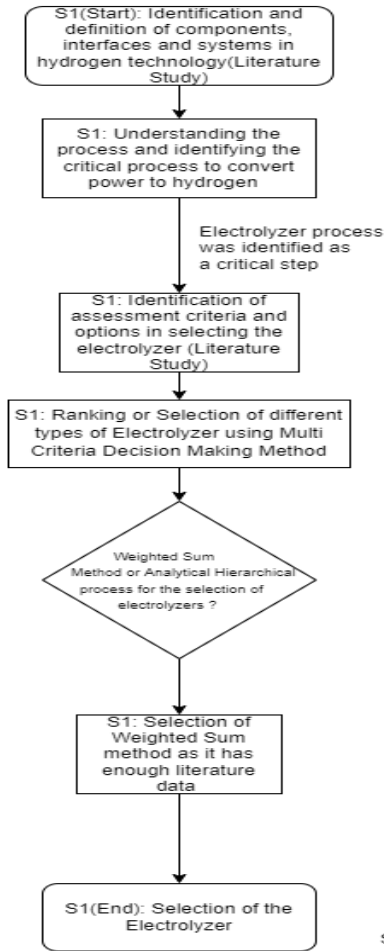 S1(Start): Identification and
definition of components,
interfaces and systems in
hydrogen technology(Literature
Study)
S1: Understanding the
process and identifying the
critical process to convert
power to hydrogen
Electrolyzer process
was identified as
a critical step
S1: Identification of
assessment criteria and
options in selecting the
electrolyzer (Literature
Study)
S1: Ranking or Selection of different
types of Electrolyzer using Multi
Criteria Decision Making Method
Weighted Sum
Method or Analytical Hierarchical
process for the selection of
electrolyzers ?
S1: Selection of
Weighted Sum
method as it has
enough literature
data
S1(End): Selection of the
Electrolyzer